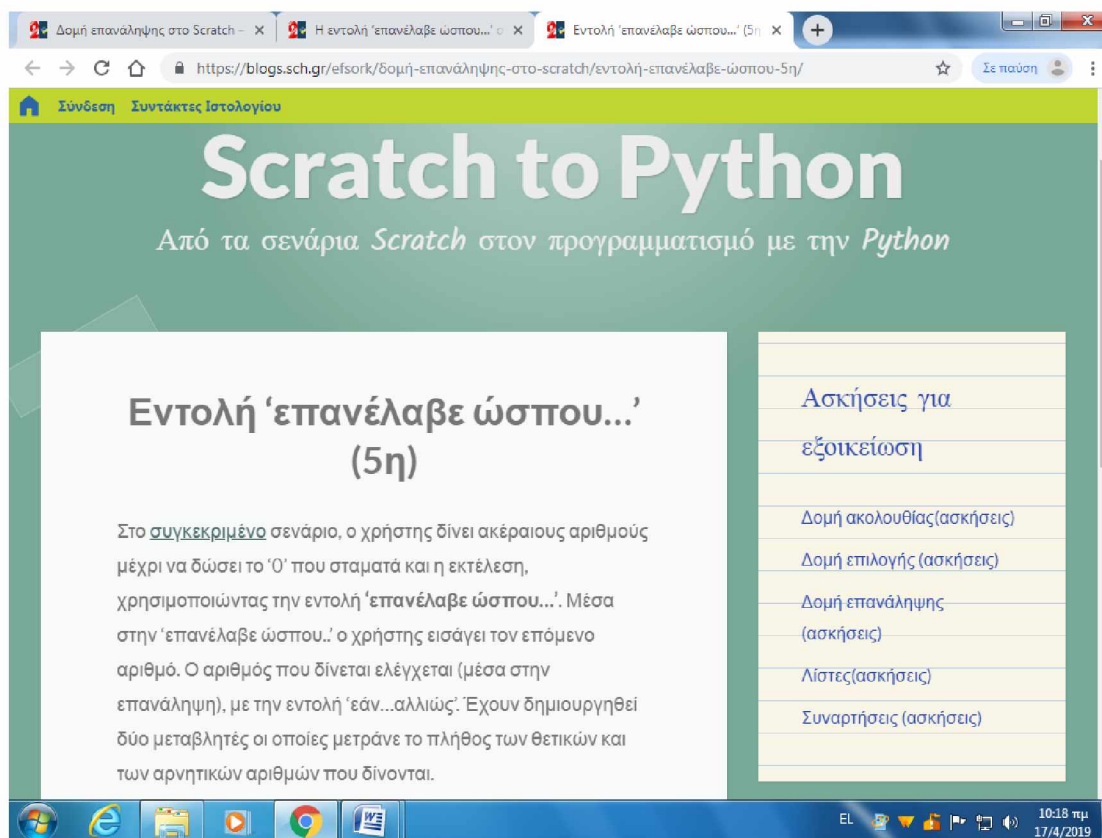 Δομή επανάληψης στο Scratch –
Η εντολή ‘επανέλαβε ώσπου...’
Εντολή ‘επανέλαβε ώσπου...’ (5η
https://blogs.sch.gr/efsork/δομή-επανάληψης-στο-scratch/εντολή-επανέλαβε-ώσπου-5η/
Σε παύση
Σύνδεση Συντάκτες Ιστολογίου
Scratch to Python
Από τα σενάρια Scratch στον προγραμματισμό με την Python
Εντολή ‘επανέλαβε ώσπου...’
(5η)
Στο συγκεκριμένο σενάριο, ο χρήστης δίνει ακέραιους αριθμούς
μέχρι να δώσει το ‘0’ που σταματά και η εκτέλεση,
χρησιμοποιώντας την εντολή ‘επανέλαβε ώσπου...’. Μέσα
στην ‘επανέλαβε ώσπου..’ ο χρήστης εισάγει τον επόμενο
αριθμό. Ο αριθμός που δίνεται ελέγχεται (μέσα στην
επανάληψη), με την εντολή ‘εάν...αλλιώς’. Έχουν δημιουργηθεί
δύο μεταβλητές οι οποίες μετράνε το πλήθος των θετικών και
των αρνητικών αριθμών που δίνονται.
Ασκήσεις για
εξοικείωση
Δομή ακολουθίας(ασκήσεις)
Δομή επιλογής (ασκήσεις)
Δομή επανάληψης
(ασκήσεις)
Λίστες(ασκήσεις)
Συναρτήσεις (ασκήσεις)
EL
10:18 πμ
17/4/2019